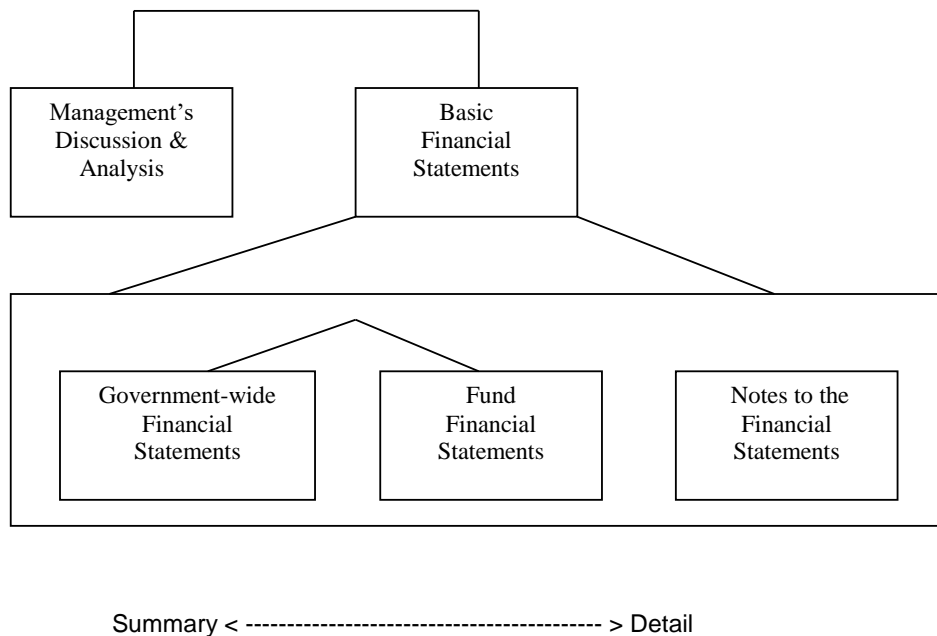 Management’s
Discussion &
Analysis
Basic
Financial
Statements
Government-wide
Financial
Statements
Fund
Financial
Statements
Notes to the
Financial
Statements
Summary < ------------------------------------------- > Detail